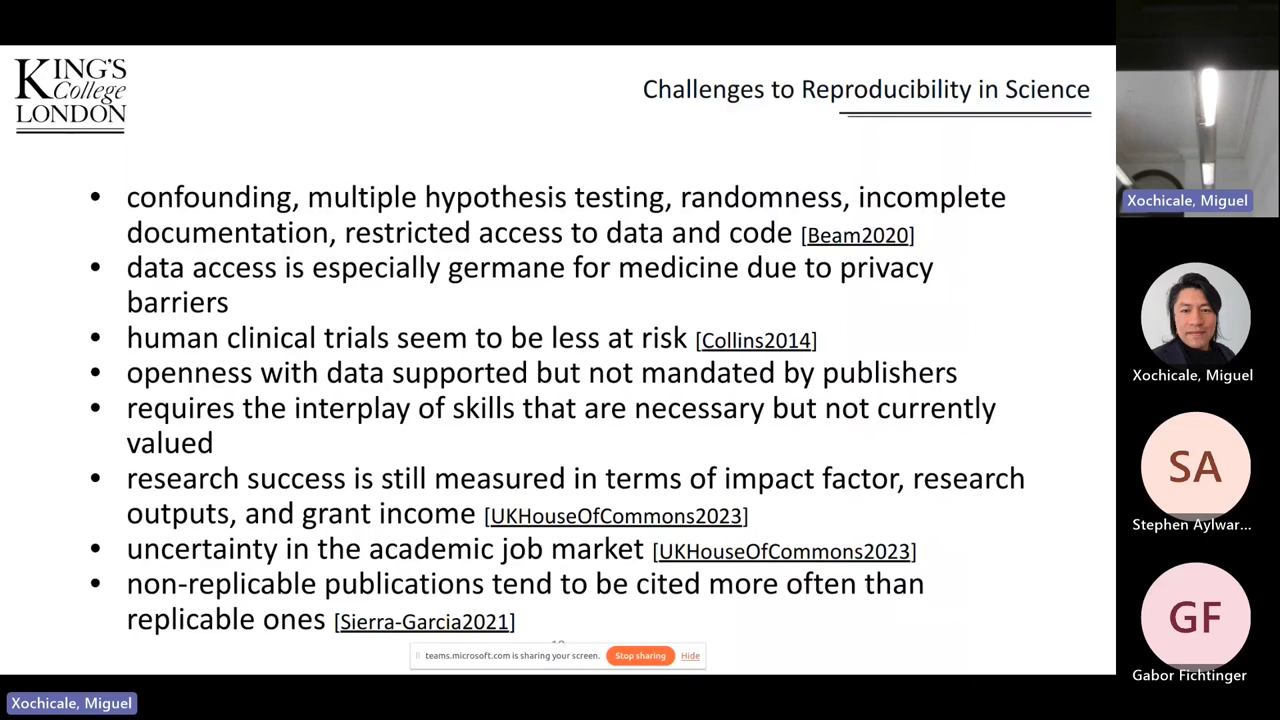 KING'S
College
LONDON
Challenges to Reproducibility in Science
• confounding, multiple hypothesis testing, randomness, incomplete
documentation, restricted access to data and code [Beam2020]
• data access is especially germane for medicine due to privacy
barriers
• human clinical trials seem to be less at risk [Collins2014]
• openness with data supported but not mandated by publishers
• requires the interplay of skills that are necessary but not currently
valued
• research success is still measured in terms of impact factor, research
outputs, and grant income [UKHouseOfCommons2023]
• uncertainty in the academic job market [UKHouseOfCommons2023]
• non-replicable publications tend to be cited more often than
replicable ones [Sierra-Garcia2021]
teams.microsoft.com is sharing your screen. Stop sharing Hide
Xochicale, Miguel
Xochicale, Miguel
Xochicale, Miguel
SA
Stephen Aylwar...
GF
Gabor Fichtinger